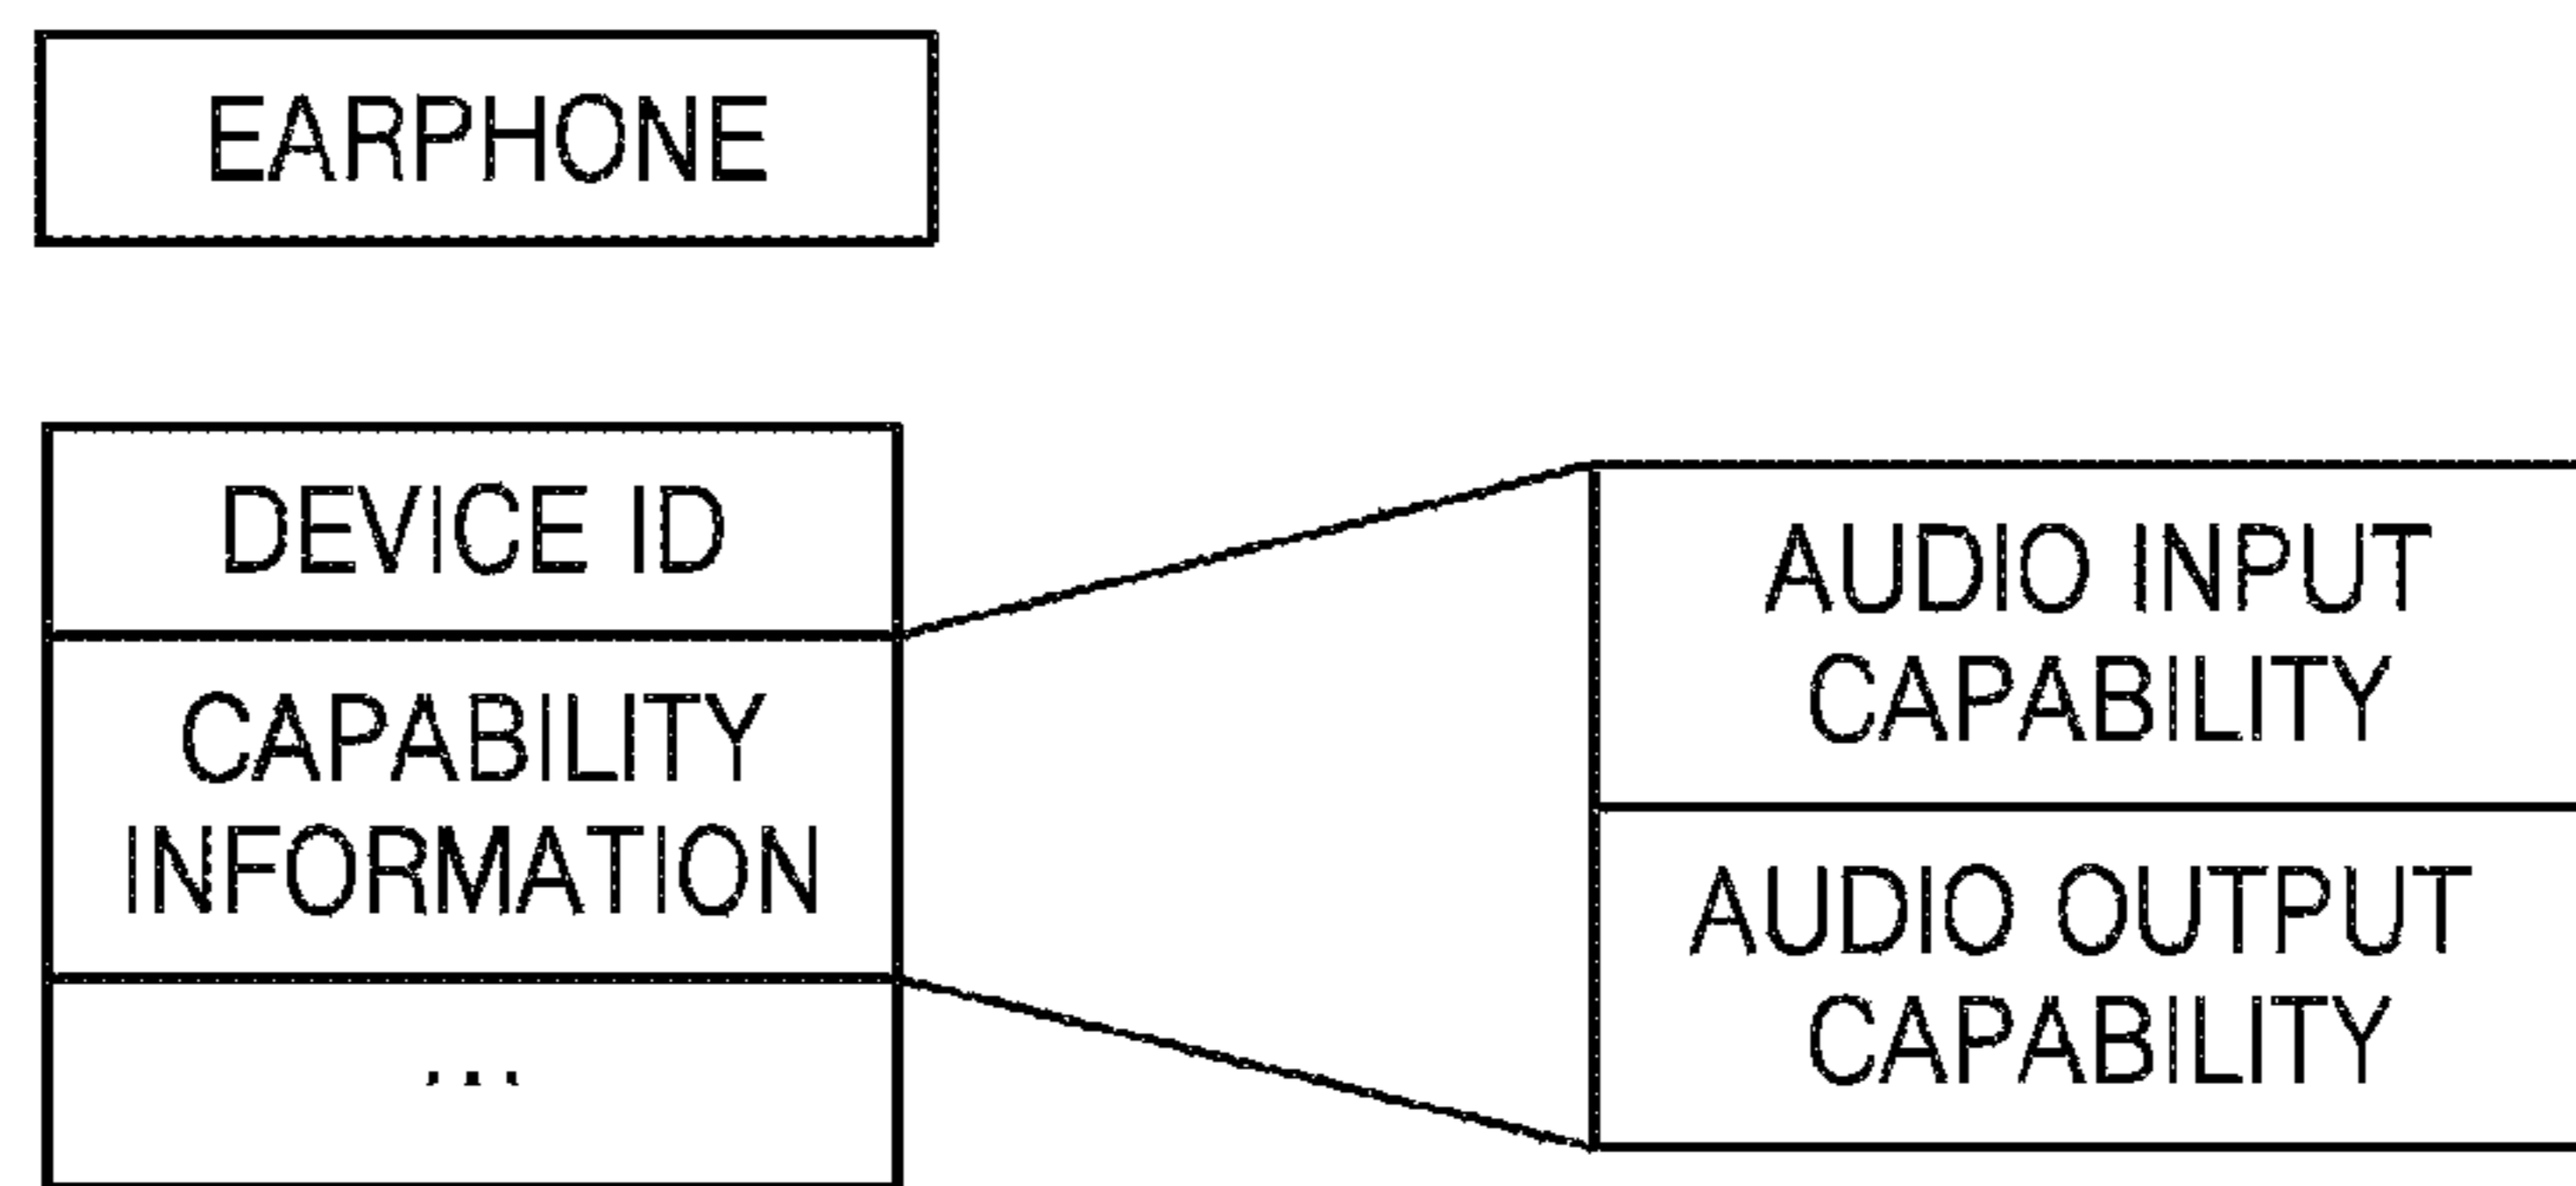 EARPHONE
DEVICE ID
CAPABILITY
INFORMATION
...
AUDIO INPUT
CAPABILITY
AUDIO OUTPUT
CAPABILITY